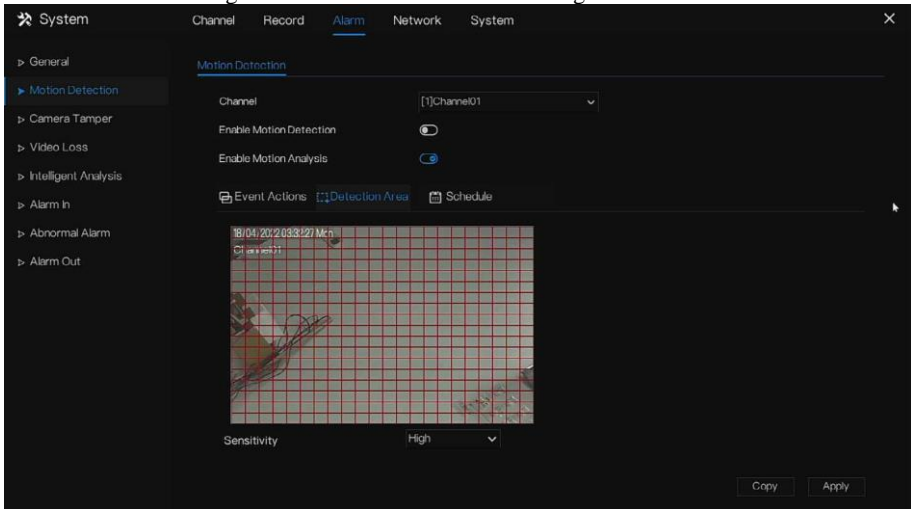 System Channel Record Alarm Network System
General
Motion Detection
Motion Detection
Channel [1]Channel01
Camera Tamper
Enable Motion Detection
Video Loss
Enable Motion Analysis
Intelligent Analysis
Event Actions Detection Area Schedule
Alarm In
Abnormal Alarm
Channel01
Alarm Out
Sensitivity High
Copy Apply